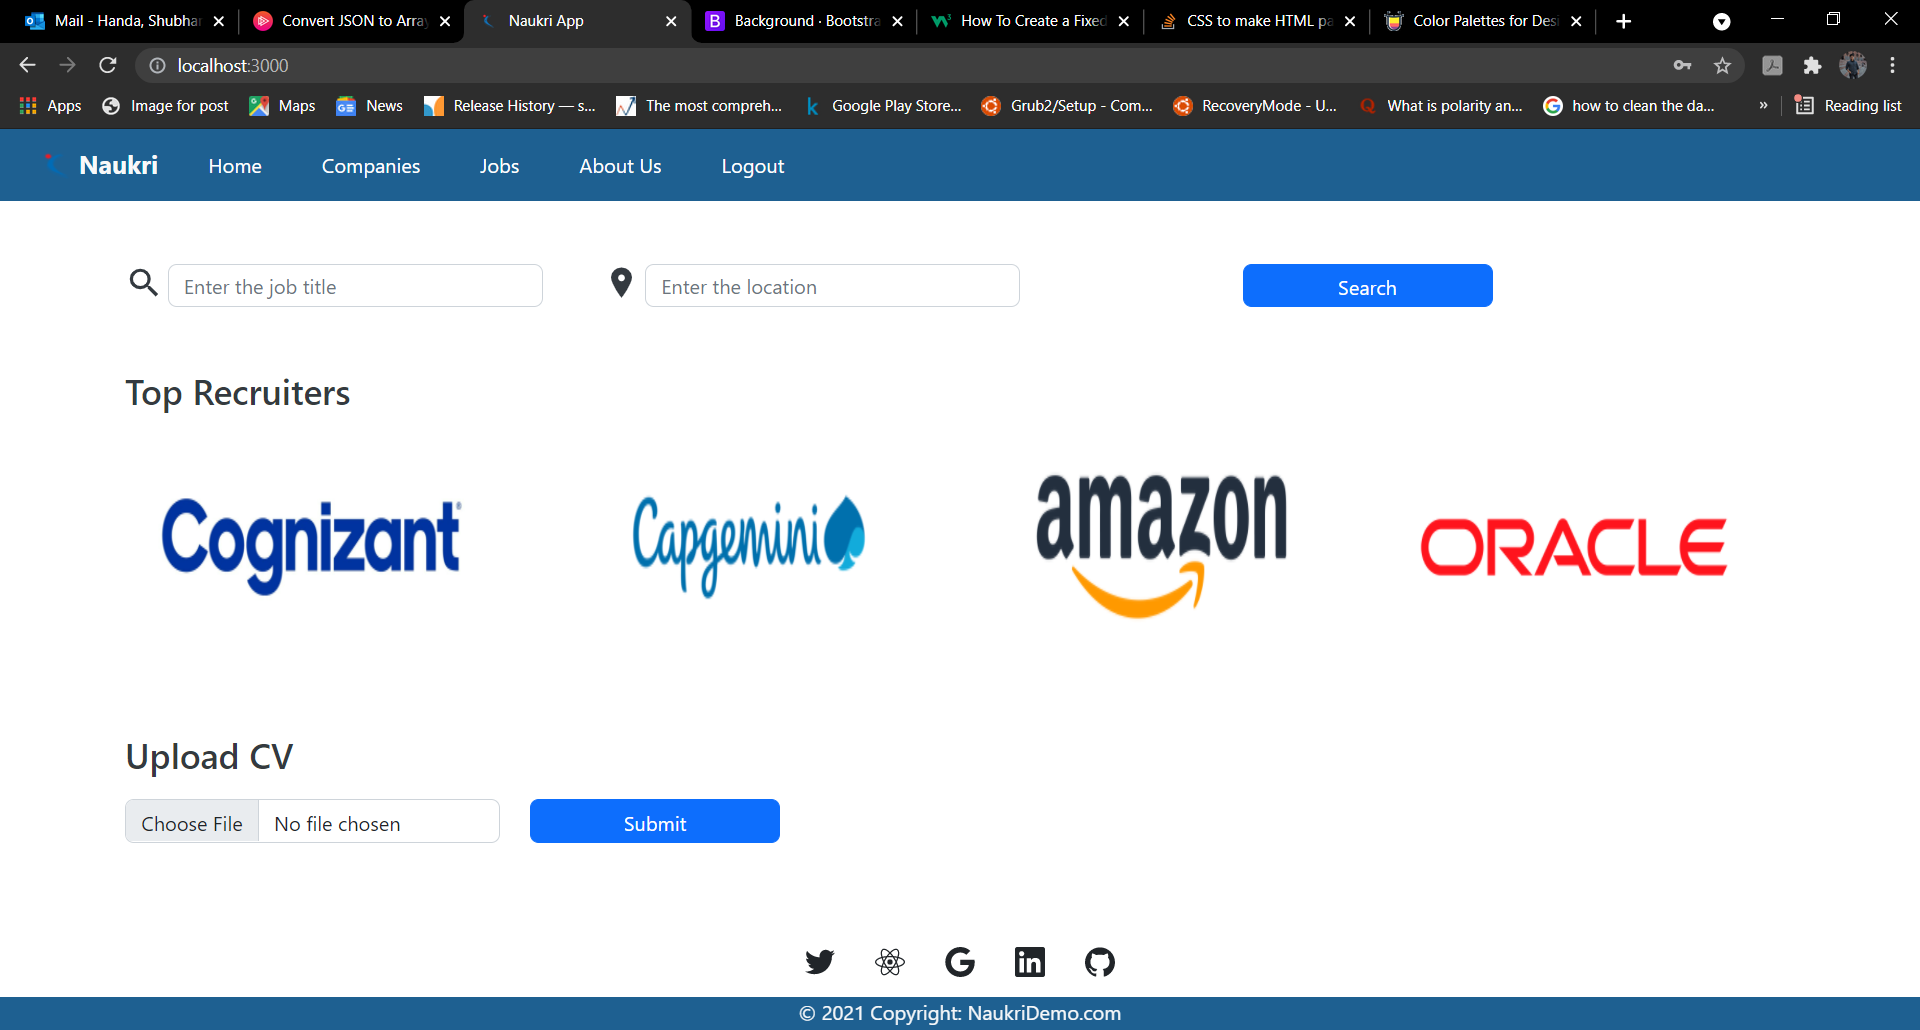 Mail - Handa, Shubhar
Convert JSON to Array
Naukri App
Background · Bootstra
How To Create a Fixed
CSS to make HTML pa
Color Palettes for Desi
localhost:3000
Apps
Image for post
Maps
News
Release History — s...
The most compreh...
Google Play Store...
Grub2/Setup - Com...
RecoveryMode - U...
What is polarity an...
how to clean the da...
»
Reading list
Naukri
Home
Companies
Jobs
About Us
Logout
Enter the job title
Enter the location
Search
Top Recruiters
Cognizant
Capgemini
amazon
ORACLE
Upload CV
Choose File
No file chosen
Submit
© 2021 Copyright: NaukriDemo.com